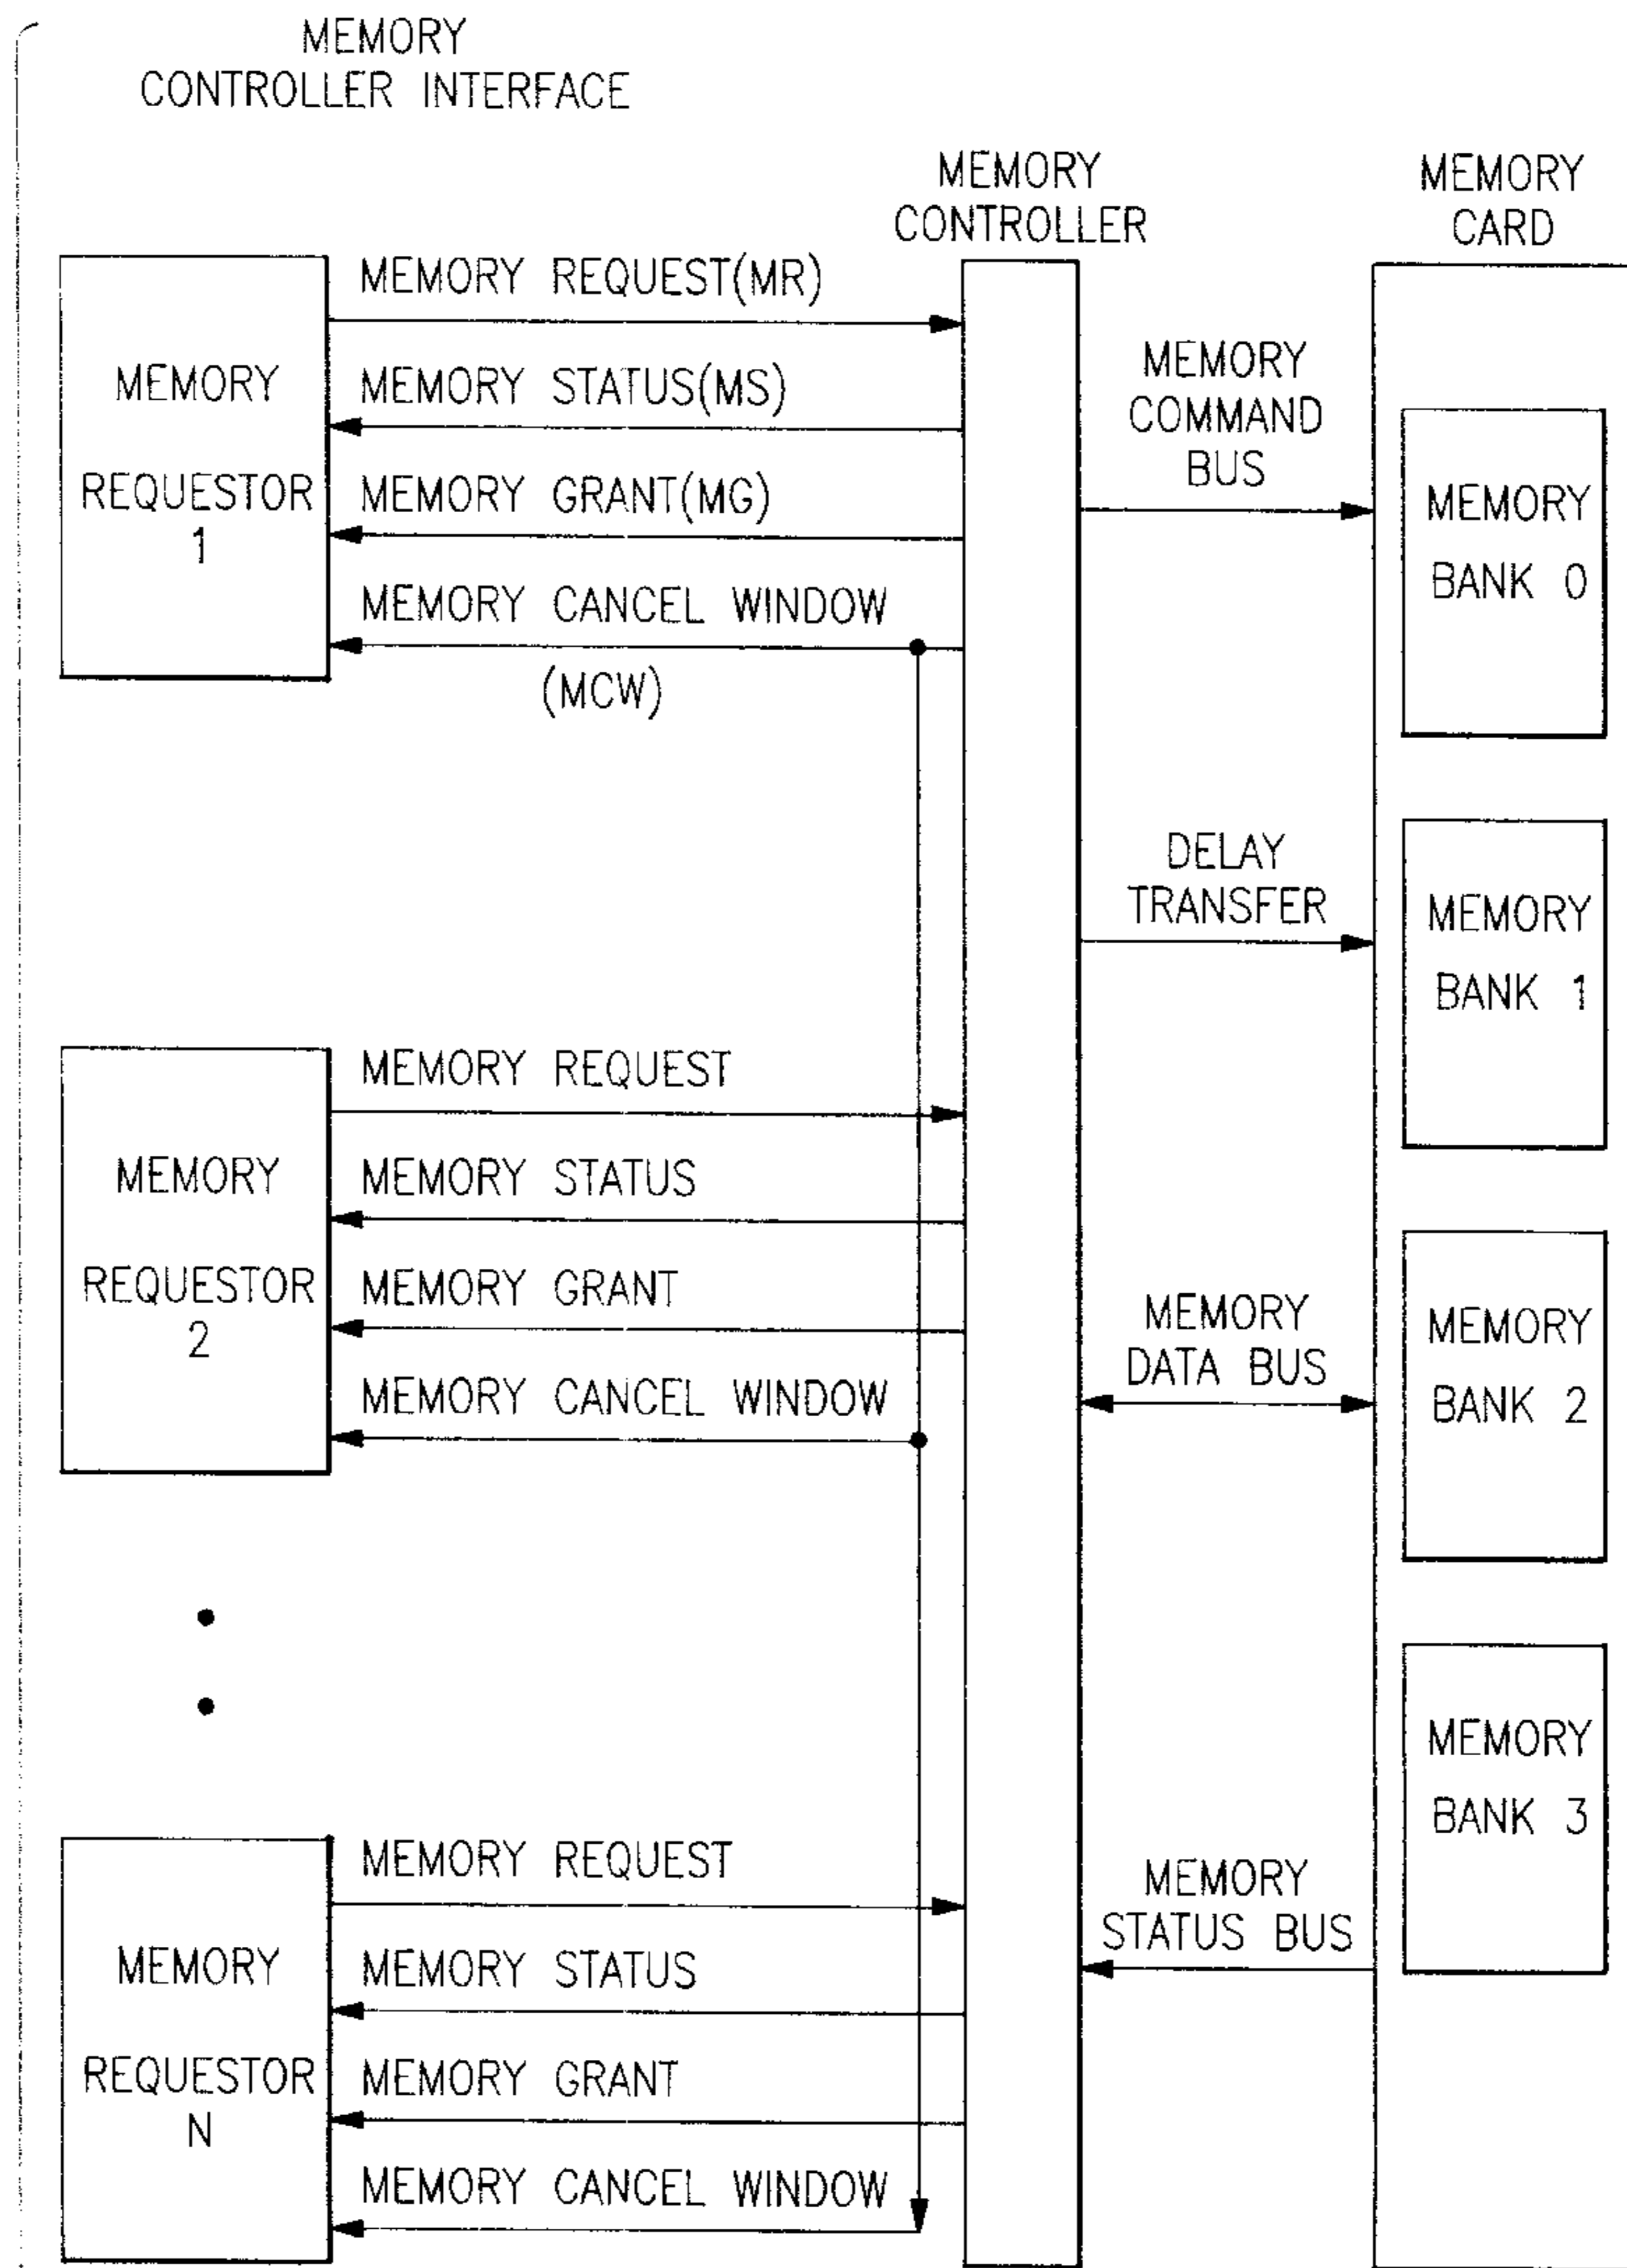 MEMORY
CONTROLLER INTERFACE
MEMORY
CONTROLLER
MEMORY
CARD
MEMORY
REQUESTOR
1
MEMORY REQUEST(MR)
MEMORY STATUS(MS)
MEMORY GRANT(MG)
MEMORY CANCEL WINDOW
(MCW)
MEMORY
COMMAND
BUS
MEMORY
BANK 0
DELAY
TRANSFER
MEMORY
BANK 1
MEMORY
REQUESTOR
2
MEMORY REQUEST
MEMORY STATUS
MEMORY GRANT
MEMORY CANCEL WINDOW
MEMORY
DATA BUS
MEMORY
BANK 2
MEMORY
BANK 3
MEMORY
REQUESTOR
N
MEMORY REQUEST
MEMORY STATUS
MEMORY GRANT
MEMORY CANCEL WINDOW
MEMORY
STATUS BUS